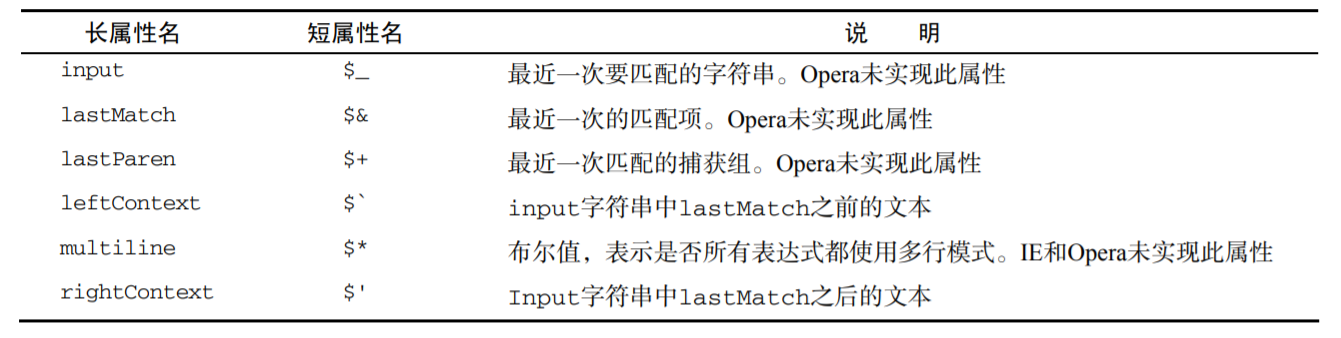 长属性名 短属性名 说 明
input $_ 最近一次要匹配的字符串。Opera未实现此属性
lastMatch $& 最近一次的匹配项。Opera未实现此属性
lastParen $+ 最近一次匹配的捕获组。Opera未实现此属性
leftContext $` input字符串中lastMatch之前的文本
multiline $* 布尔值，表示是否所有表达式都使用多行模式。IE和Opera未实现此属性
rightContext $' Input字符串中lastMatch之后的文本